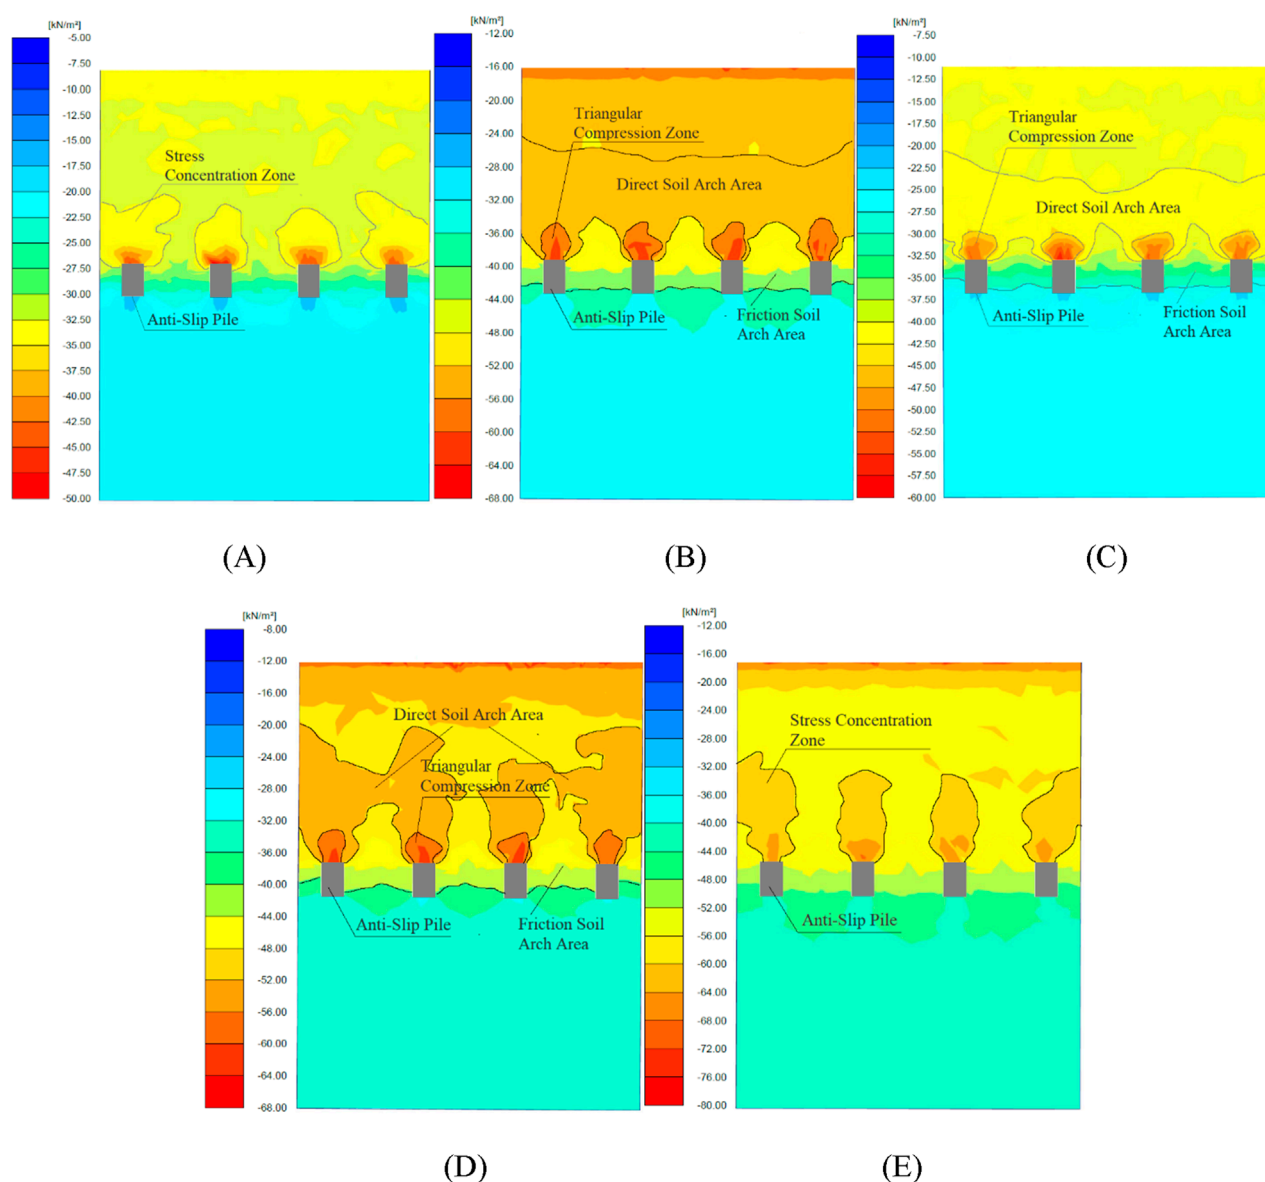 [kN/m²]
-5.00
-7.50
-10.00
-12.50
-15.00
-17.50
-20.00
-22.50
-25.00
-27.50
-30.00
-32.50
-35.00
-37.50
-40.00
-42.50
-45.00
-47.50
-50.00
Stress
Concentration Zone
Anti-Slip Pile
(A)
[kN/m²]
-12.00
-16.00
-20.00
-24.00
-28.00
-32.00
-36.00
-40.00
-44.00
-48.00
-52.00
-56.00
-60.00
-64.00
-68.00
Triangular
Compression Zone
Direct Soil Arch Area
Anti-Slip Pile
Friction Soil
Arch Area
(B)
[kN/m²]
-7.50
-10.00
-12.50
-15.00
-17.50
-20.00
-22.50
-25.00
-27.50
-30.00
-32.50
-35.00
-37.50
-40.00
-42.50
-45.00
-47.50
-50.00
-52.50
-55.00
-57.50
-60.00
Triangular
Compression Zone
Direct Soil Arch Area
Anti-Slip Pile
Friction Soil
Arch Area
(C)
[kN/m²]
-8.00
-12.00
-16.00
-20.00
-24.00
-28.00
-32.00
-36.00
-40.00
-44.00
-48.00
-52.00
-56.00
-60.00
-64.00
-68.00
Direct Soil Arch Area
Triangular
Compression Zone
Anti-Slip Pile
Friction Soil
Arch Area
(D)
[kN/m²]
-12.00
-16.00
-20.00
-24.00
-28.00
-32.00
-36.00
-40.00
-44.00
-48.00
-52.00
-56.00
-60.00
-64.00
-68.00
-72.00
-76.00
-80.00
Stress Concentration
Zone
Anti-Slip Pile
(E)